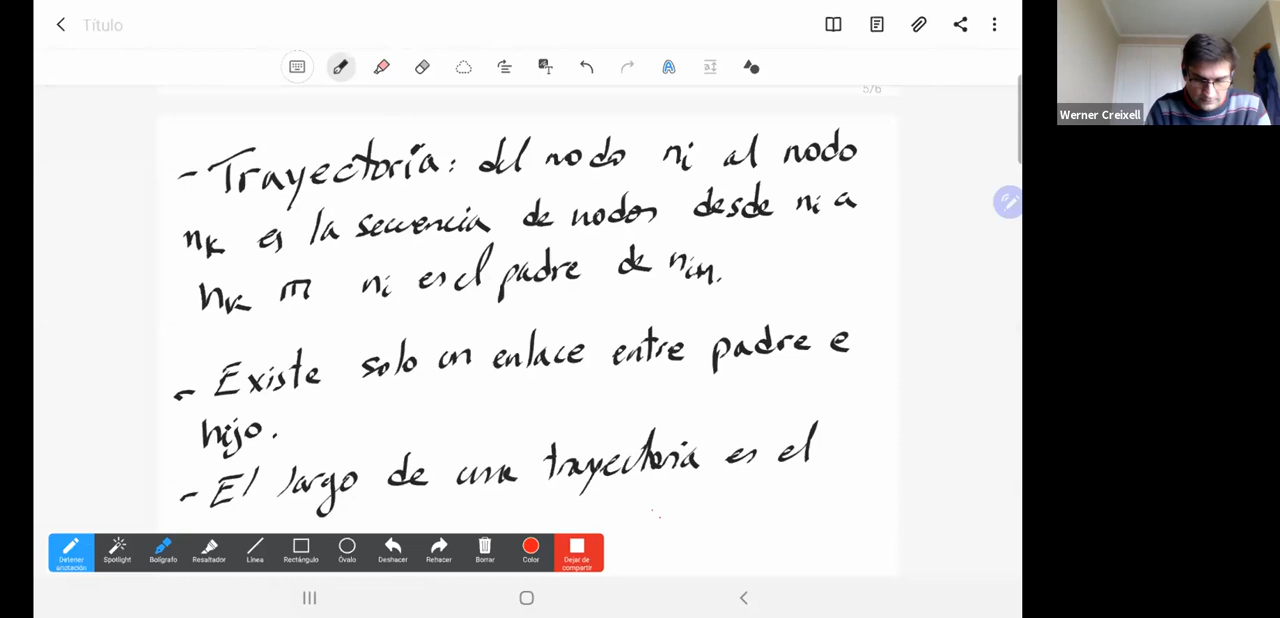 Título
5/6
- Trayectoria: del nodo ni al nodo
nk es la secuencia de nodos desde ni a
nk ni es el padre de ni+1.
- Existe solo un enlace entre padre e
hijo.
- El largo de una trayectoria es el
Detener anotación Spotlight Bolígrafo Resaltador Línea Rectángulo Óvalo Deshacer Rehacer Borrar Color Dejar de compartir
Werner Creixell